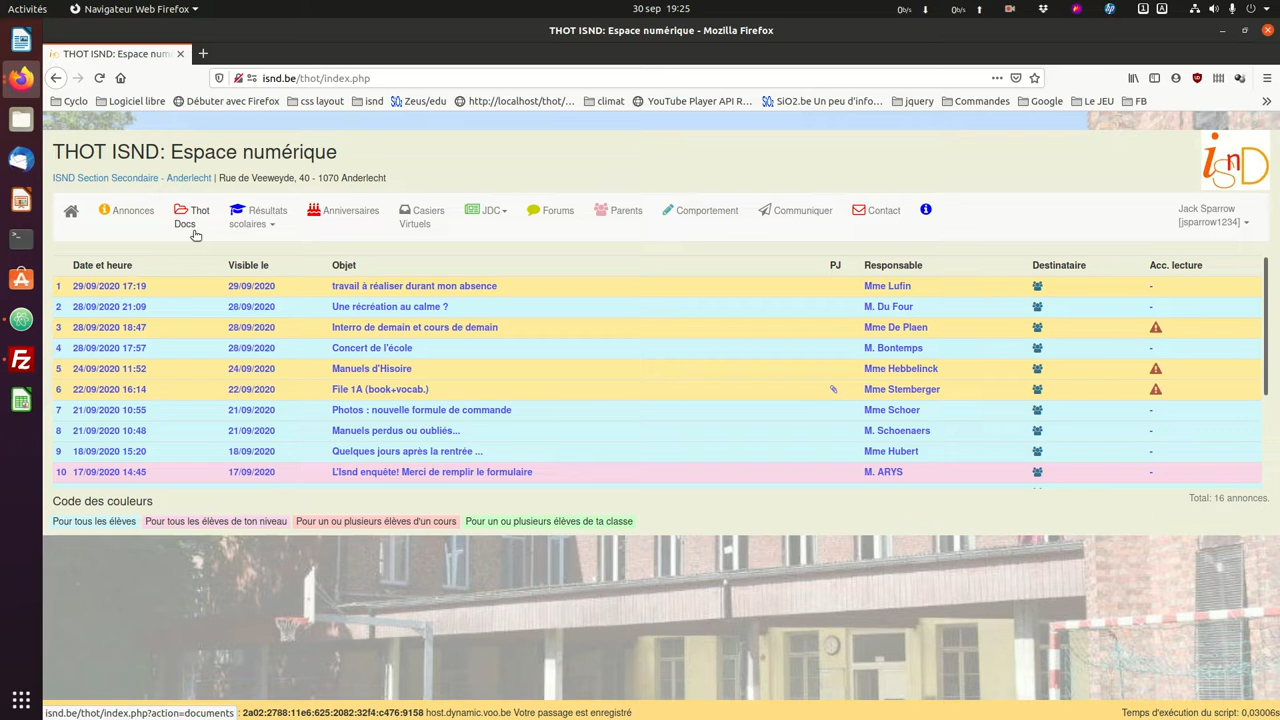 Activités
Navigateur Web Firefox
30 sep 19:25
0kb/s
0kb/s
1
A
THOT ISND: Espace numérique - Mozilla Firefox
THOT ISND: Espace num
isnd.be/thot/index.php
Cyclo
Logiciel libre
Débuter avec Firefox
css layout
isnd
Zeus/edu
http://localhost/thot/...
climat
YouTube Player API R...
SiO2.be Un peu d'info...
jquery
Commandes
Google
Le JEU
FB
THOT ISND: Espace numérique
isnD
ISND Section Secondaire - Anderlecht | Rue de Veeweyde, 40 - 1070 Anderlecht
Annonces
Thot Docs
Résultats scolaires
Anniversaires
Casiers Virtuels
JDC
Forums
Parents
Comportement
Communiquer
Contact
Jack Sparrow
[jsparrow1234]
Date et heure Visible le Objet PJ Responsable Destinataire Acc. lecture
1 29/09/2020 17:19 29/09/2020 travail à réaliser durant mon absence Mme Lufin -
2 28/09/2020 21:09 28/09/2020 Une récréation au calme ? M. Du Four -
3 28/09/2020 18:47 28/09/2020 Interro de demain et cours de demain Mme De Plaen
4 28/09/2020 17:57 28/09/2020 Concert de l'école M. Bontemps -
5 24/09/2020 11:52 24/09/2020 Manuels d'Hisoire Mme Hebbelinck
6 22/09/2020 16:14 22/09/2020 File 1A (book+vocab.) Mme Stemberger
7 21/09/2020 10:55 21/09/2020 Photos : nouvelle formule de commande Mme Schoer -
8 21/09/2020 10:48 21/09/2020 Manuels perdus ou oubliés... M. Schoenaers -
9 18/09/2020 15:20 18/09/2020 Quelques jours après la rentrée ... Mme Hubert -
10 17/09/2020 14:45 17/09/2020 L'Isnd enquête! Merci de remplir le formulaire M. ARYS -
Code des couleurs
Total: 16 annonces.
Pour tous les élèves
Pour tous les élèves de ton niveau
Pour un ou plusieurs élèves d'un cours
Pour un ou plusieurs élèves de ta classe
isnd.be/thot/index.php?action=documents
: 2a02:2788:11e6:625:2082:32f4:c476:9158 host.dynamic.voo.be Votre passage est enregistré
Temps d'exécution du script: 0,03006s